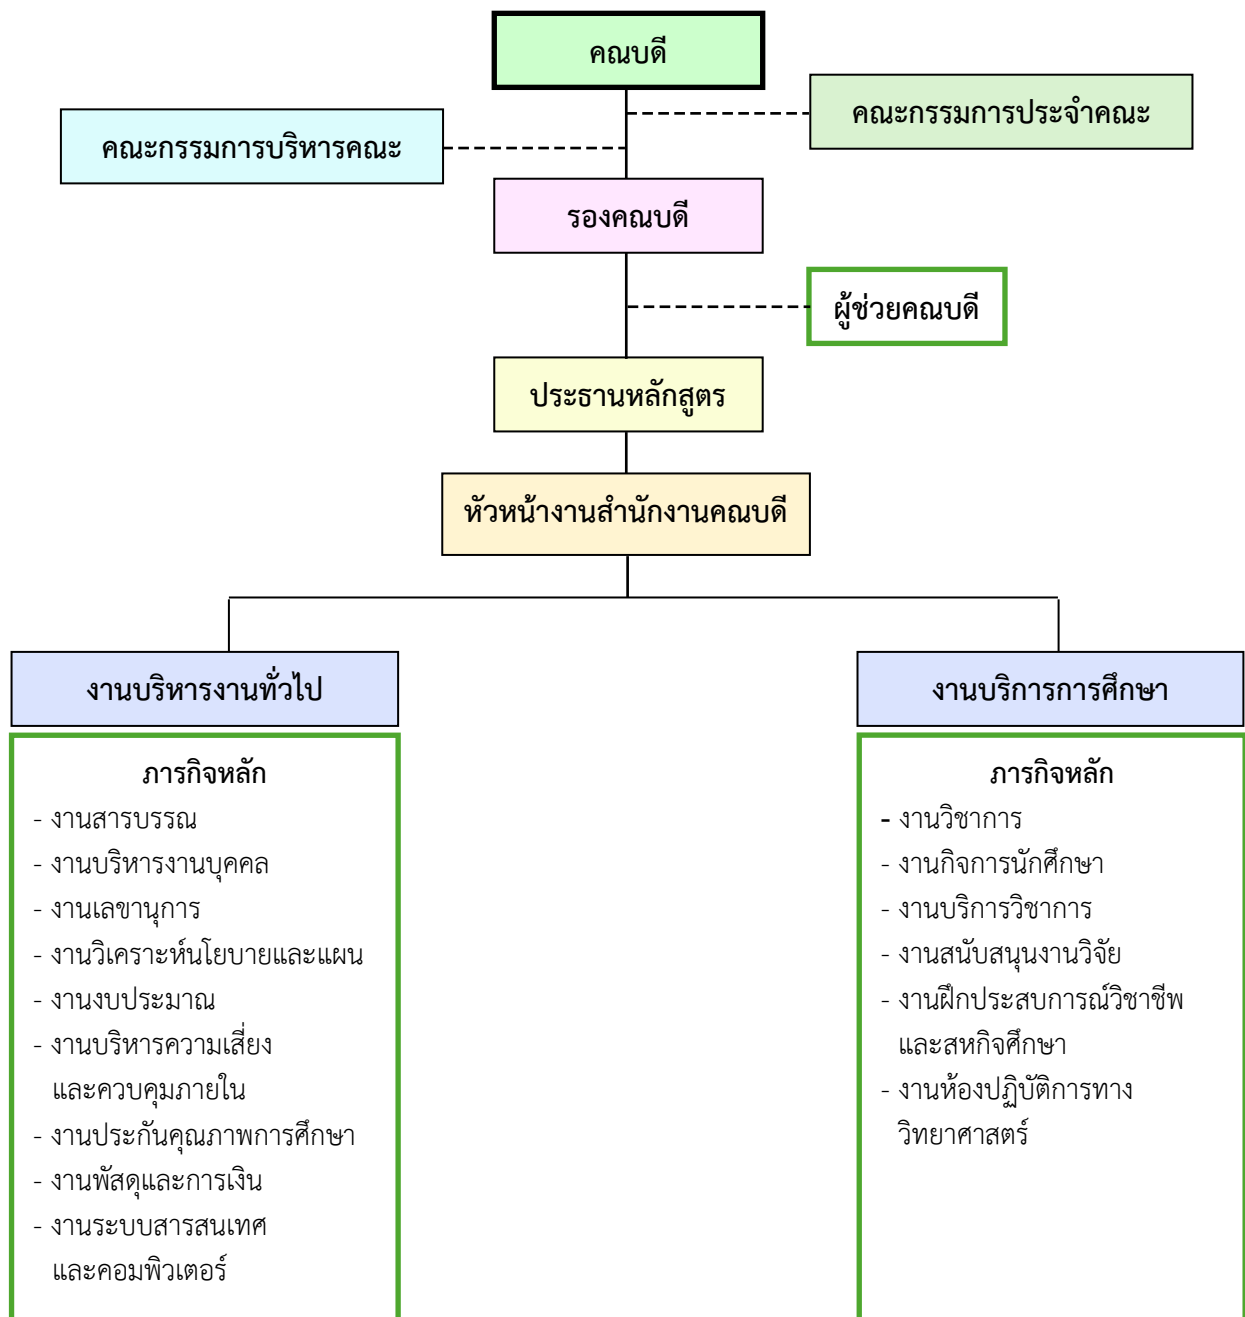 คณบดี
คณะกรรมการประจำคณะ
คณะกรรมการบริหารคณะ
รองคณบดี
ผู้ช่วยคณบดี
ประธานหลักสูตร
หัวหน้างานสำนักงานคณบดี
งานบริหารงานทั่วไป
ภารกิจหลัก
- งานสารบรรณ
- งานบริหารงานบุคคล
- งานเลขานุการ
- งานวิเคราะห์นโยบายและแผน
- งานงบประมาณ
- งานบริหารความเสี่ยง
และควบคุมภายใน
- งานประกันคุณภาพการศึกษา
- งานพัสดุและการเงิน
- งานระบบสารสนเทศ
และคอมพิวเตอร์
งานบริการการศึกษา
ภารกิจหลัก
- งานวิชาการ
- งานกิจการนักศึกษา
- งานบริการวิชาการ
- งานสนับสนุนงานวิจัย
- งานฝึกประสบการณ์วิชาชีพ
และสหกิจศึกษา
- งานห้องปฏิบัติการทาง
วิทยาศาสตร์